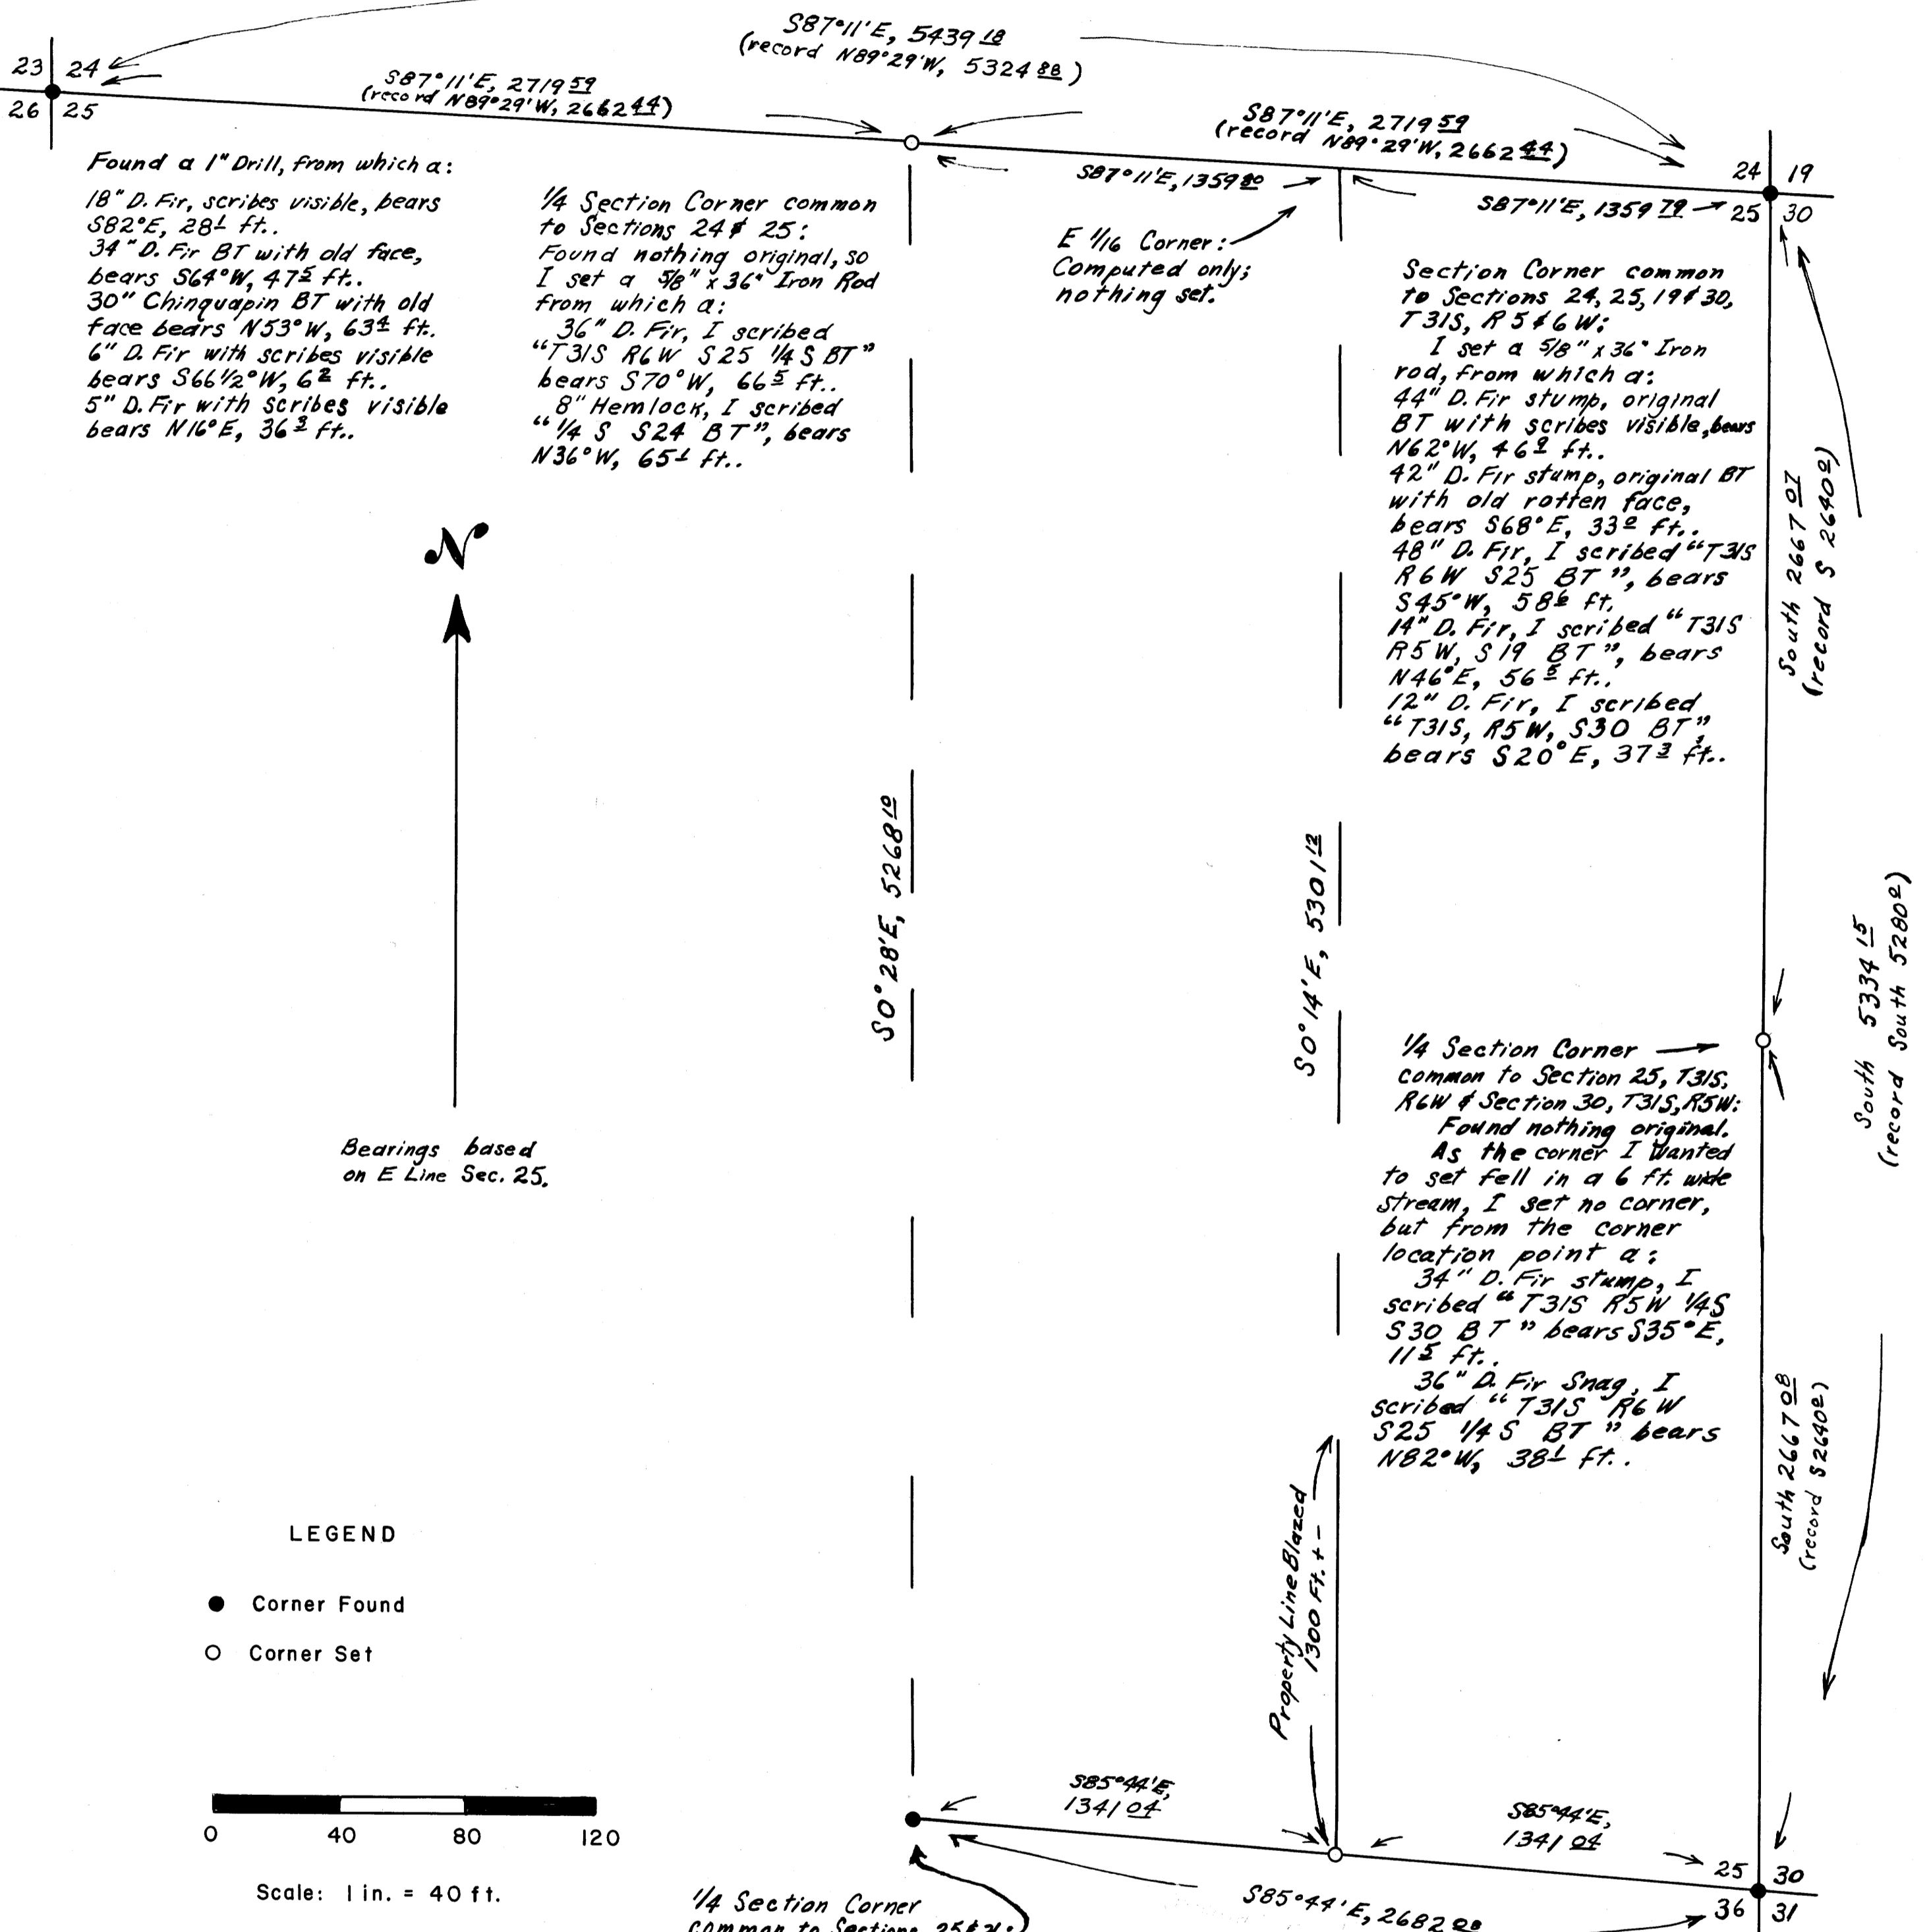 S87°11'E, 5439 18
(record N89°29'W, 5324 88)
23 24
26 25
S87°11'E, 2719 59
(record N89°29'W, 2662 44)
S87°11'E, 2719 59
(record N89°29'W, 2662 44)
S87°11'E, 1359 80
S87°11'E, 1359 79
24 19
25 30
Found a 1" Drill, from which a:
18" D. Fir, scribes visible, bears
S82°E, 28 1 ft..
34" D. Fir BT with old face,
bears S64°W, 47 5 ft..
30" Chinquapin BT with old
face bears N53°W, 63 4 ft..
6" D. Fir with scribes visible
bears S66 1/2°W, 6 2 ft..
5" D. Fir with scribes visible
bears N16°E, 36 3 ft..
1/4 Section Corner common
to Sections 24 & 25:
Found nothing original, so
I set a 5/8" x 36" Iron Rod
from which a:
36" D. Fir, I scribed
"T31S R6W S25 1/4 S BT"
bears S70°W, 66 5 ft..
8" Hemlock, I scribed
"1/4 S S24 BT", bears
N36°W, 65 1 ft..
E 1/16 Corner:
Computed only;
nothing set.
Section Corner common
to Sections 24, 25, 19 & 30,
T31S, R5 & 6W:
I set a 5/8" x 36" Iron
rod, from which a:
44" D. Fir stump, original
BT with scribes visible, bears
N62°W, 46 9 ft..
42" D. Fir stump, original BT
with old rotten face,
bears S68°E, 33 0 ft..
48" D. Fir, I scribed "T31S
R6W S25 BT", bears
S45°W, 58 6 ft.
14" D. Fir, I scribed "T31S
R5W, S19 BT", bears
N46°E, 56 5 ft..
12" D. Fir, I scribed
"T31S, R5W, S30 BT",
bears S20°E, 37 3 ft..
South 2667 07
(record S 2640 0)
N
Bearings based
on E Line Sec. 25.
S0°28'E, 5268 10
S0°14'E, 5301 12
South 5334 15
(record South 5280 0)
1/4 Section Corner
common to Section 25, T31S,
R6W & Section 30, T31S, R5W:
Found nothing original.
As the corner I wanted
to set fell in a 6 ft. wide
stream, I set no corner,
but from the corner
location point a:
34" D. Fir stump, I
scribed "T31S R5W 1/4S
S30 BT" bears S35°E,
11 5 ft..
36" D. Fir Snag, I
scribed "T31S R6W
S25 1/4 S BT" bears
N82°W, 38 1 ft..
South 2667 08
(record S 2640 0)
Property Line Blazed
1300 Ft. + -
LEGEND
Corner Found
Corner Set
0 40 80 120
Scale: 1 in. = 40 ft.
S85°44'E,
1341 04
S85°44'E,
1341 04
25 30
36 31
S85°44'E, 2682
1/4 Section Corner
common to Sections 25 &